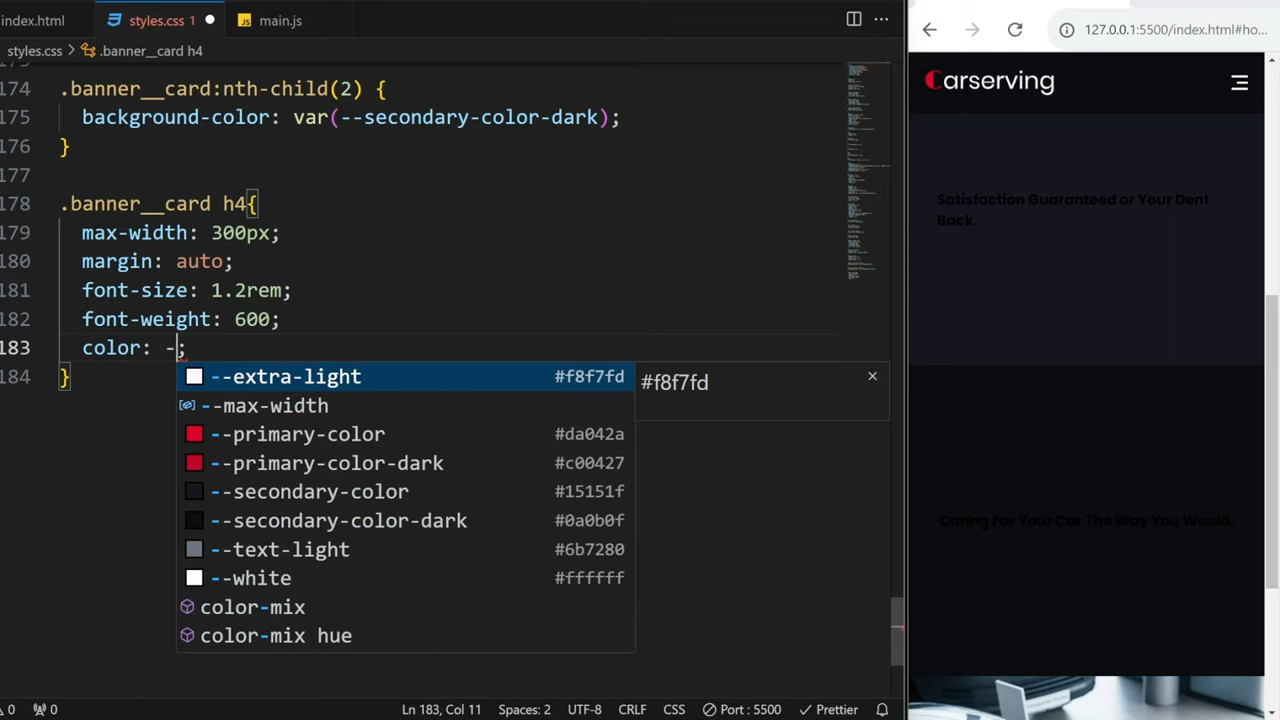 index.html
styles.css 1
main.js
127.0.0.1:5500/index.html#ho...
styles.css
.banner__card h4
Carserving
174 .banner__card:nth-child(2) {
175 background-color: var(--secondary-color-dark);
176 }
177
178 .banner__card h4{
179 max-width: 300px;
180 margin: auto;
181 font-size: 1.2rem;
182 font-weight: 600;
183 color: -;
184 }
--extra-light #f8f7fd
#f8f7fd
--max-width
--primary-color #da042a
--primary-color-dark #c00427
--secondary-color #15151f
--secondary-color-dark #0a0b0f
--text-light #6b7280
--white #ffffff
color-mix
color-mix hue
Satisfaction Guaranteed or Your Dent
Back.
Caring For Your Car The Way You Would.
0 0 Ln 183, Col 11 Spaces: 2 UTF-8 CRLF CSS Port : 5500 Prettier